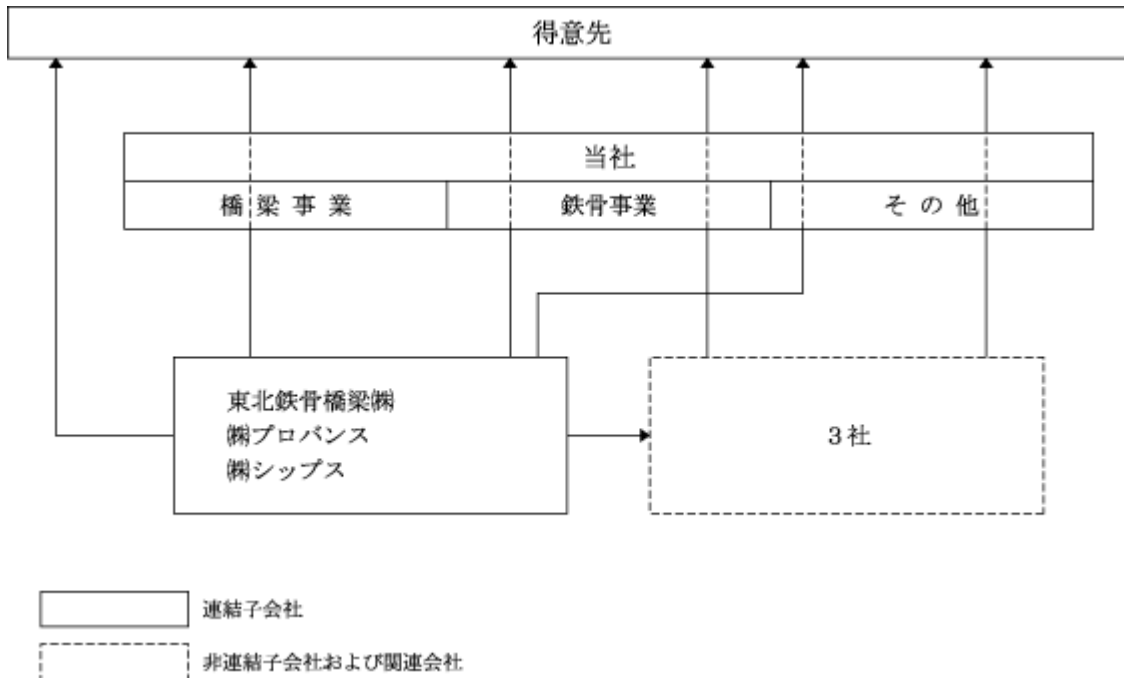 得意先
当社
橋梁事業
鉄骨事業
その他
東北鉄骨橋梁㈱
㈱プロバンス
㈱シップス
3社
連結子会社
非連結子会社および関連会社